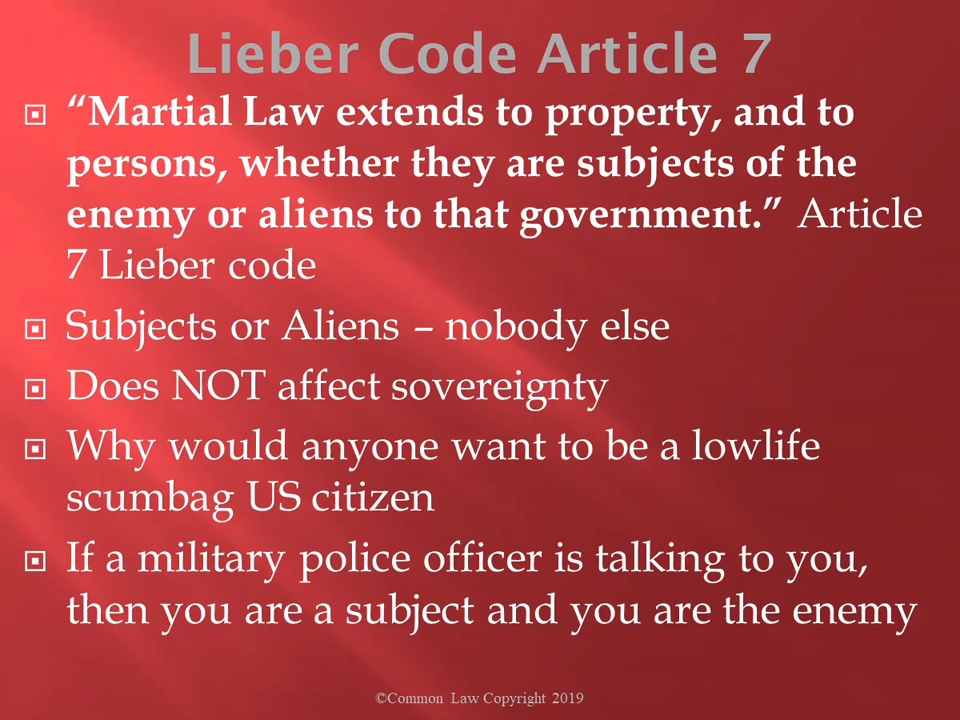 Lieber Code Article 7
“Martial Law extends to property, and to
persons, whether they are subjects of the
enemy or aliens to that government.” Article
7 Lieber code
Subjects or Aliens – nobody else
Does NOT affect sovereignty
Why would anyone want to be a lowlife
scumbag US citizen
If a military police officer is talking to you,
then you are a subject and you are the enemy
©Common Law Copyright 2019